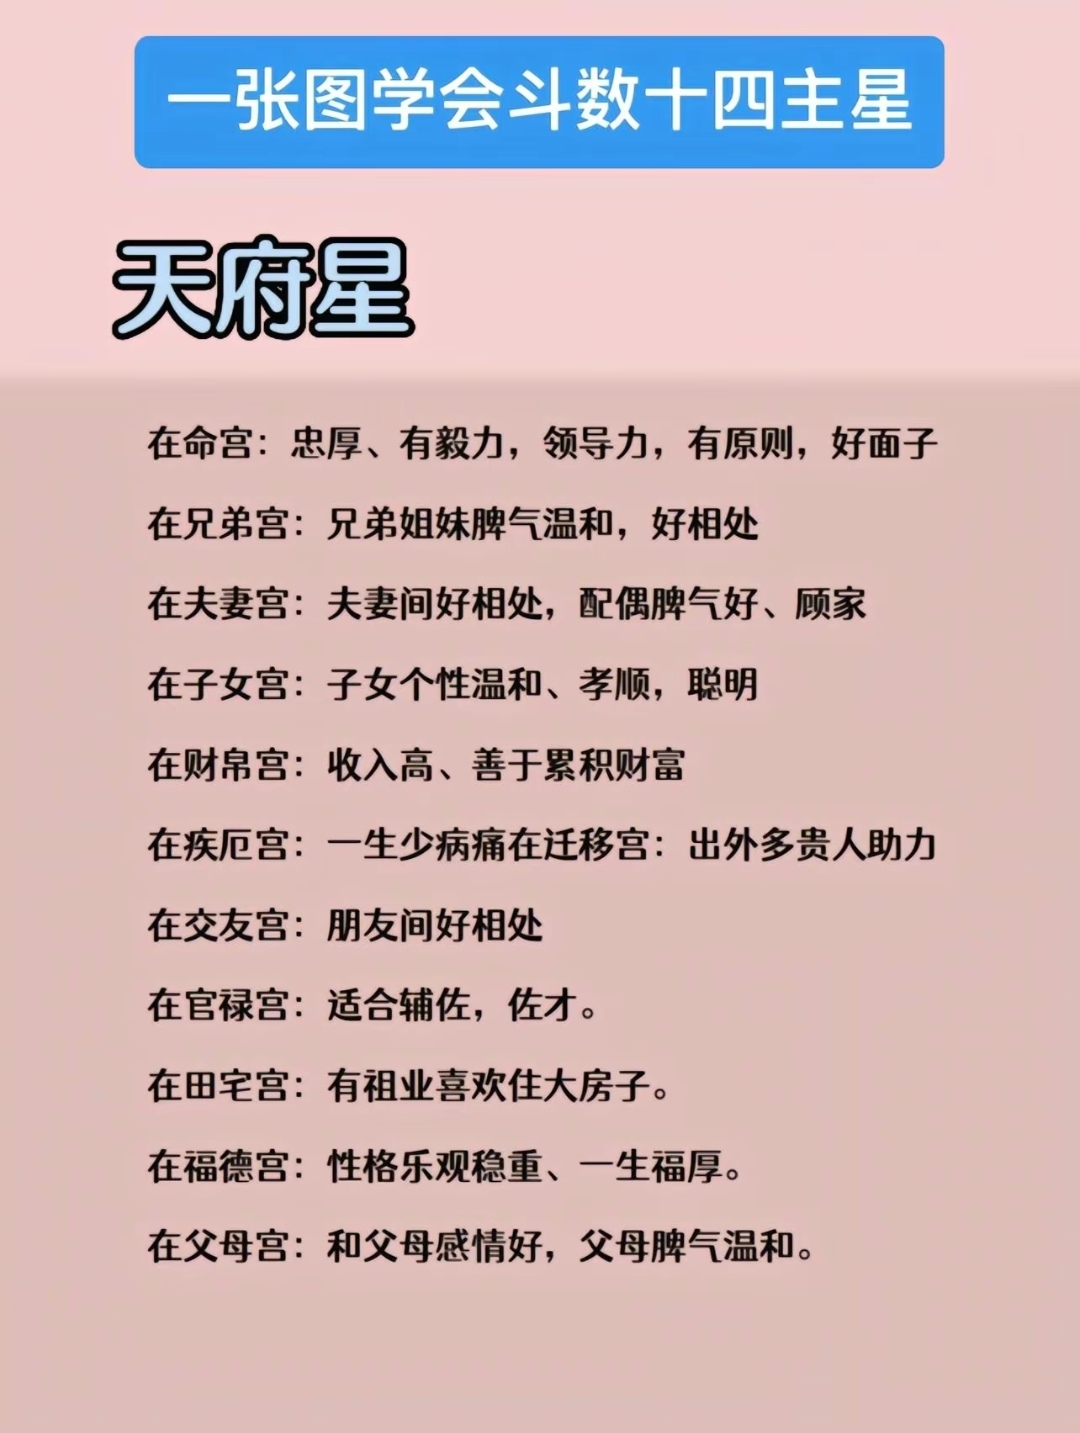 一张图学会斗数十四主星
天府星
在命宫：忠厚、有毅力，领导力，有原则，好面子
在兄弟宫：兄弟姐妹脾气温和，好相处
在夫妻宫：夫妻间好相处，配偶脾气好、顾家
在子女宫：子女个性温和、孝顺，聪明
在财帛宫：收入高、善于累积财富
在疾厄宫：一生少病痛在迁移宫：出外多贵人助力
在交友宫：朋友间好相处
在官禄宫：适合辅佐，佐才。
在田宅宫：有祖业喜欢住大房子。
在福德宫：性格乐观稳重、一生福厚。
在父母宫：和父母感情好，父母脾气温和。